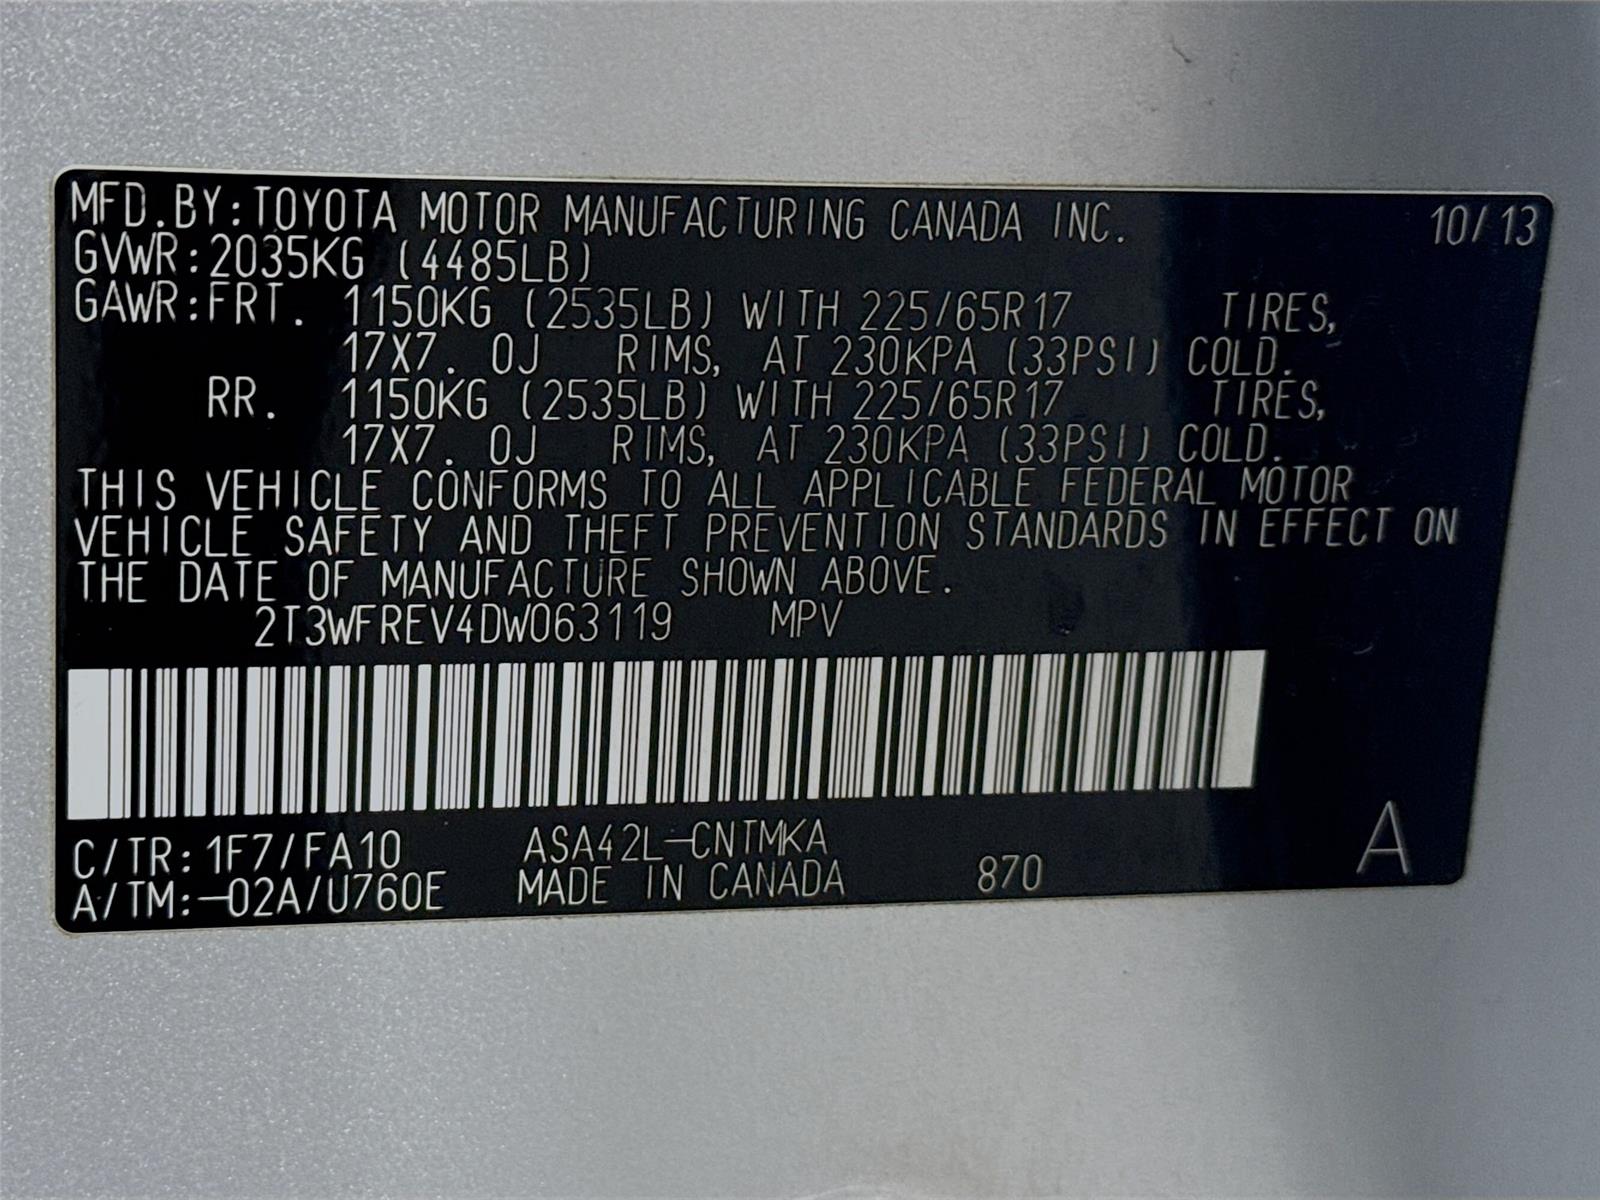 MFD.BY:TOYOTA MOTOR MANUFACTURING CANADA INC. 10/13
GVWR:2035KG (4485LB)
GAWR:FRT. 1150KG (2535LB) WITH 225/65R17 TIRES,
17X7.0J RIMS, AT 230KPA (33PSI) COLD.
RR. 1150KG (2535LB) WITH 225/65R17 TIRES,
17X7.0J RIMS, AT 230KPA (33PSI) COLD.
THIS VEHICLE CONFORMS TO ALL APPLICABLE FEDERAL MOTOR
VEHICLE SAFETY AND THEFT PREVENTION STANDARDS IN EFFECT ON
THE DATE OF MANUFACTURE SHOWN ABOVE.
2T3WFREV4DW063119 MPV
C/TR:1F7/FA10 ASA42L-CNTMKA
A/TM:-02A/U760E MADE IN CANADA 870 A